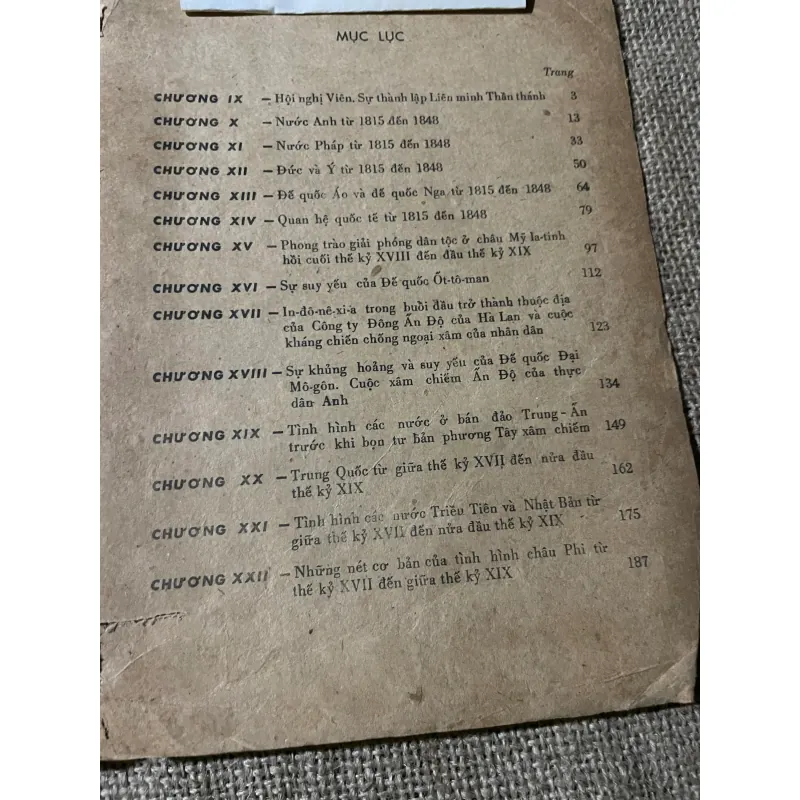 MỤC LỤC
Trang
CHƯƠNG IX – Hội nghị Viên. Sự thành lập Liên minh Thần thánh 3
CHƯƠNG X – Nước Anh từ 1815 đến 1848 13
CHƯƠNG XI – Nước Pháp từ 1815 đến 1848 33
CHƯƠNG XII – Đức và Ý từ 1815 đến 1848 50
CHƯƠNG XIII – Đế quốc Áo và đế quốc Nga từ 1815 đến 1848 64
CHƯƠNG XIV – Quan hệ quốc tế từ 1815 đến 1848 79
CHƯƠNG XV – Phong trào giải phóng dân tộc ở châu Mỹ la-tinh
hồi cuối thế kỷ XVIII đến đầu thế kỷ XIX 97
CHƯƠNG XVI – Sự suy yếu của Đế quốc Ốt-tô-man 112
CHƯƠNG XVII – In-đô-nê-xi-a trong buổi đầu trở thành thuộc địa
của Công ty Đông Ấn Độ của Hà Lan và cuộc
kháng chiến chống ngoại xâm của nhân dân 123
CHƯƠNG XVIII – Sự khủng hoảng và suy yếu của Đế quốc Đại
Mô-gôn. Cuộc xâm chiếm Ấn Độ của thực
dân Anh 134
CHƯƠNG XIX – Tình hình các nước ở bán đảo Trung-Ấn
trước khi bọn tư bản phương Tây xâm chiếm 149
CHƯƠNG XX – Trung Quốc từ giữa thế kỷ XVII đến nửa đầu
thế kỷ XIX 162
CHƯƠNG XXI – Tình hình các nước Triều Tiên và Nhật Bản từ
giữa thế kỷ XVII đến nửa đầu thế kỷ XIX 175
CHƯƠNG XXII – Những nét cơ bản của tình hình châu Phi từ
thế kỷ XVII đến giữa thế kỷ XIX 187